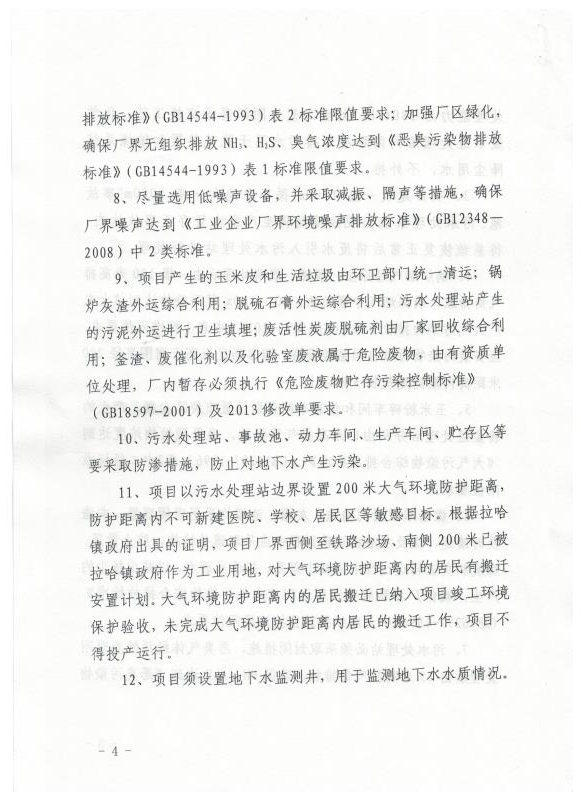 排放标准》(GB14544-1993)表2标准限值要求；加强厂区绿化，
确保厂界无组织排放NH₃、H₂S、臭气浓度达到《恶臭污染物排放
标准》(GB14544-1993)表1标准限值要求。
8、尽量选用低噪声设备，并采取减振、隔声等措施，确保
厂界噪声达到《工业企业厂界环境噪声排放标准》(GB12348-
2008)中2类标准。
9、项目产生的玉米皮和生活垃圾由环卫部门统一清运；锅
炉灰渣外运综合利用；脱硫石膏外运综合利用；污水处理站产生
的污泥外运进行卫生填埋；废活性炭废脱硫剂由厂家回收综合利
用；釜渣、废催化剂以及化验室废液属于危险废物，由有资质单
位处理，厂内暂存必须执行《危险废物贮存污染控制标准》
(GB18597-2001)及2013修改单要求。
10、污水处理站、事故池、动力车间、生产车间、贮存区等
要采取防渗措施，防止对地下水产生污染。
11、项目以污水处理站边界设置200米大气环境防护距离，
防护距离内不可新建医院、学校、居民区等敏感目标。根据拉哈
镇政府出具的证明，项目厂界西侧至铁路沙场、南侧200米已被
拉哈镇政府作为工业用地，对大气环境防护距离内的居民有搬迁
安置计划。大气环境防护距离内的居民搬迁已纳入项目竣工环境
保护验收，未完成大气环境防护距离内居民的搬迁工作，项目不
得投产运行。
12、项目须设置地下水监测井，用于监测地下水水质情况。
- 4 -